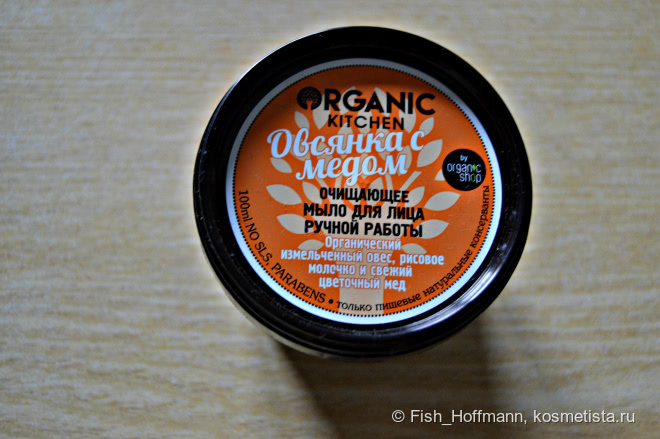 ORGANIC
KITCHEN
Овсянка с
медом
by
organic
shop
ОЧИЩАЮЩЕЕ
МЫЛО ДЛЯ ЛИЦА
РУЧНОЙ РАБОТЫ
Органический
измельченный овес, рисовое
молочко и свежий
цветочный мед
100ml NO SLS, PARABENS • только пищевые натуральные консерванты
© Fish_Hoffmann, kosmetista.ru